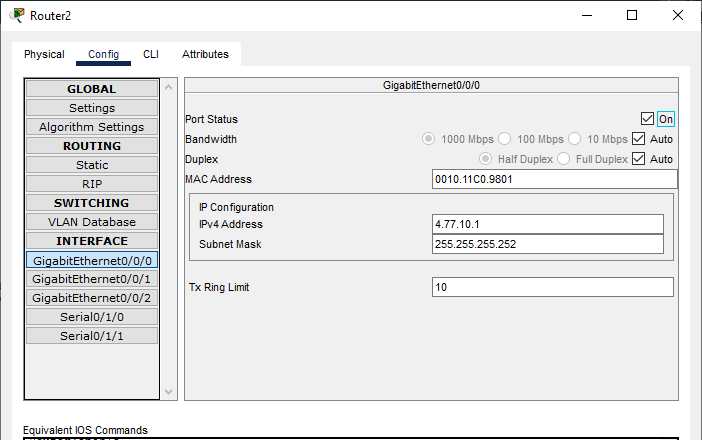 Router2
Physical Config CLI Attributes
GLOBAL
Settings
Algorithm Settings
ROUTING
Static
RIP
SWITCHING
VLAN Database
INTERFACE
GigabitEthernet0/0/0
GigabitEthernet0/0/1
GigabitEthernet0/0/2
Serial0/1/0
Serial0/1/1
GigabitEthernet0/0/0
Port Status On
Bandwidth 1000 Mbps 100 Mbps 10 Mbps Auto
Duplex Half Duplex Full Duplex Auto
MAC Address 0010.11C0.9801
IP Configuration
IPv4 Address 4.77.10.1
Subnet Mask 255.255.255.252
Tx Ring Limit 10
Equivalent IOS Commands